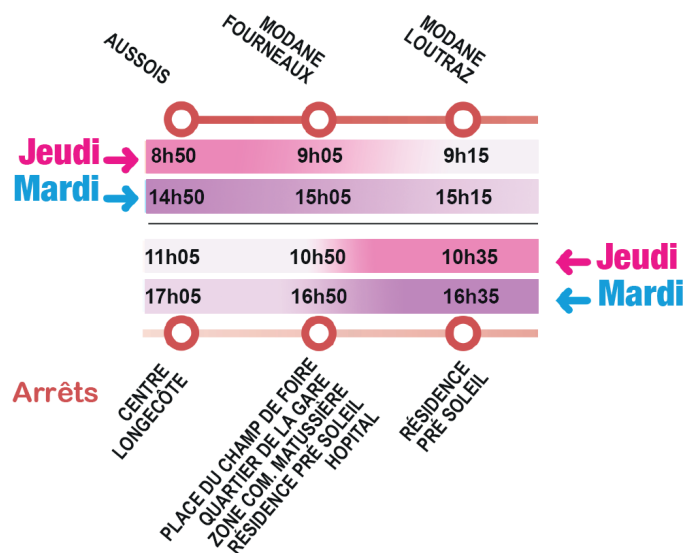 AUSSOIS
MODANE
FOURNEAUX
MODANE
LOUTRAZ
Jeudi 8h50 9h05 9h15
Mardi 14h50 15h05 15h15
11h05 10h50 10h35 Jeudi
17h05 16h50 16h35 Mardi
Arrêts
CENTRE
LONGECÔTE
PLACE DU CHAMP DE FOIRE
QUARTIER DE LA GARE
ZONE COM. MATUSSIÈRE
RÉSIDENCE PRÉ SOLEIL
HOPITAL
RÉSIDENCE
PRÉ SOLEIL